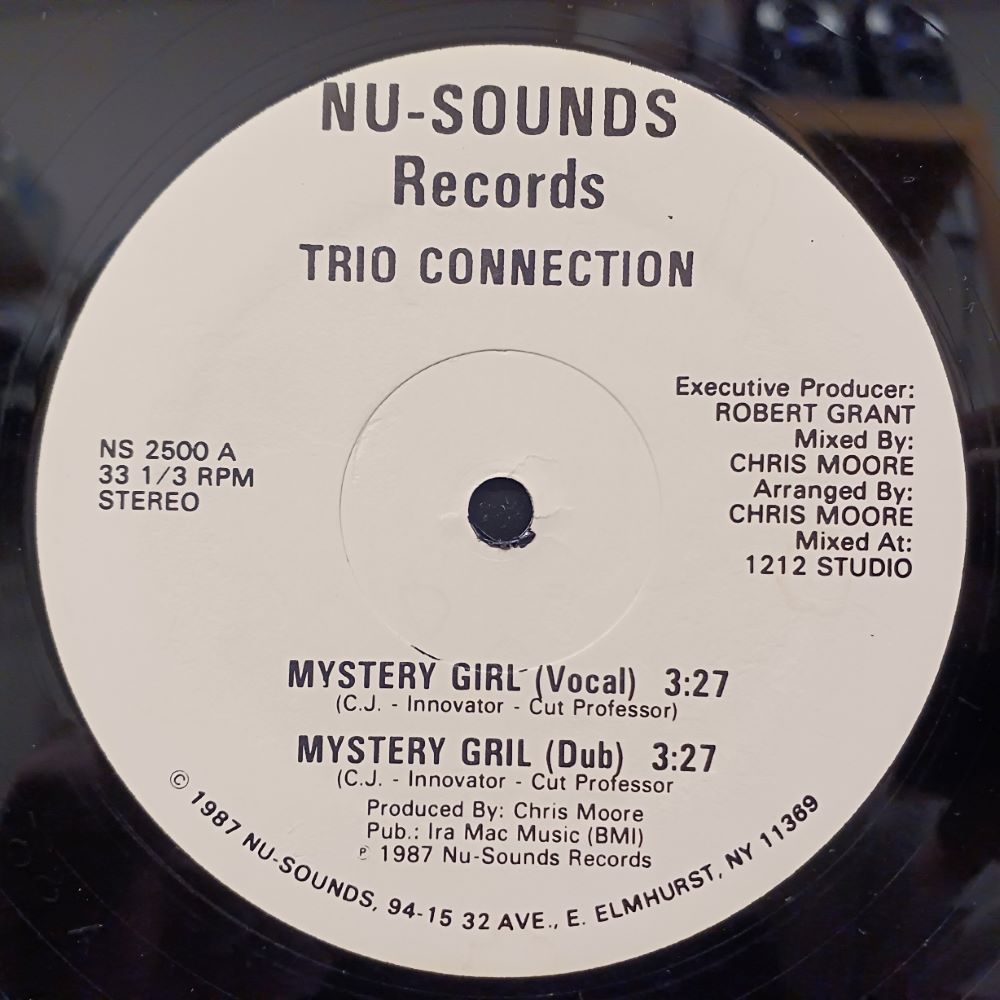 NU-SOUNDS
Records
TRIO CONNECTION
NS 2500 A
33 1/3 RPM
STEREO
Executive Producer:
ROBERT GRANT
Mixed By:
CHRIS MOORE
Arranged By:
CHRIS MOORE
Mixed At:
1212 STUDIO
MYSTERY GIRL (Vocal) 3:27
(C.J. - Innovator - Cut Professor)
MYSTERY GRIL (Dub) 3:27
(C.J. - Innovator - Cut Professor
Produced By: Chris Moore
Pub.: Ira Mac Music (BMI)
℗ 1987 Nu-Sounds Records
© 1987 NU-SOUNDS, 94-15 32 AVE., E. ELMHURST, NY 11369